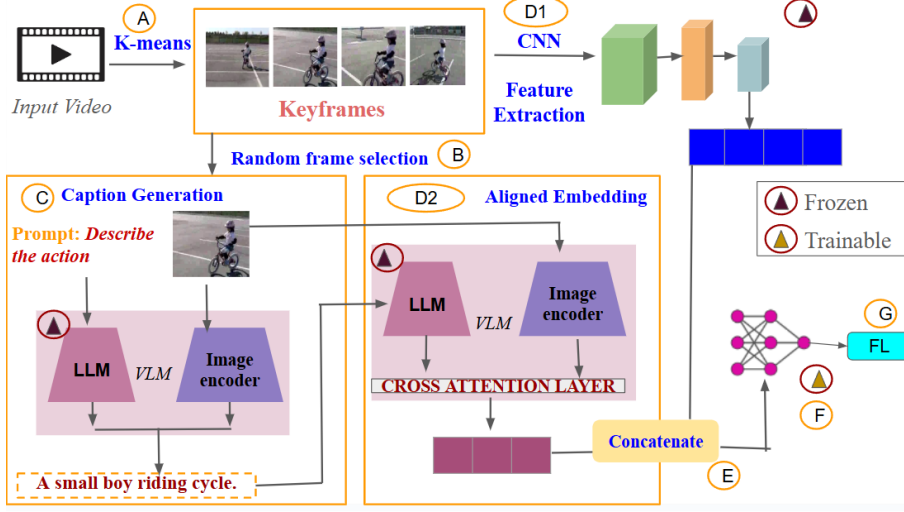 A
K-means
Input Video
Keyframes
D1
CNN
Feature
Extraction
Random frame selection
B
C
Caption Generation
Prompt: Describe
the action
LLM
VLM
Image
encoder
A small boy riding cycle.
D2
Aligned Embedding
LLM
VLM
Image
encoder
CROSS ATTENTION LAYER
Concatenate
E
Frozen
Trainable
G
FL
F